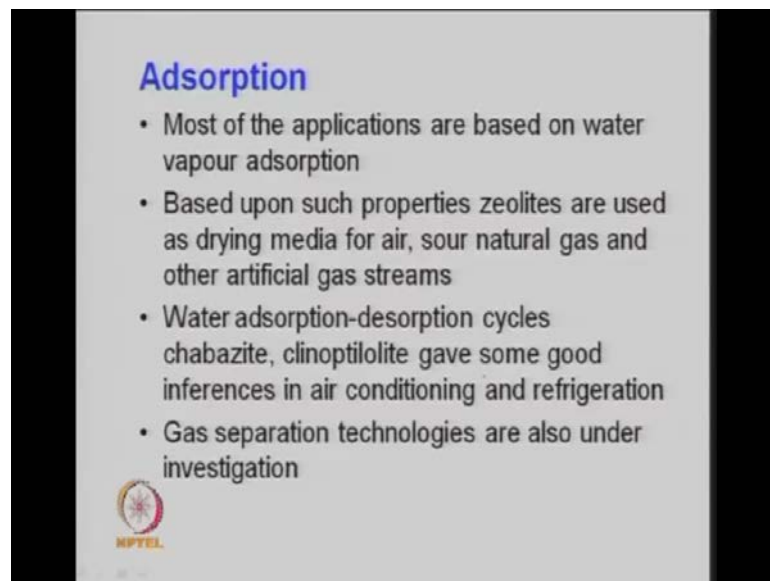 Adsorption
• Most of the applications are based on water
vapour adsorption
• Based upon such properties zeolites are used
as drying media for air, sour natural gas and
other artificial gas streams
• Water adsorption-desorption cycles
chabazite, clinoptilolite gave some good
inferences in air conditioning and refrigeration
• Gas separation technologies are also under
investigation
NPTEL